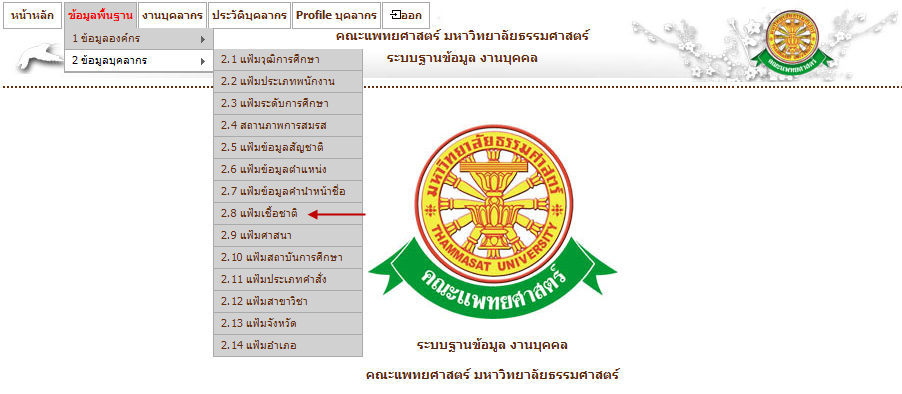 หน้าหลัก ข้อมูลพื้นฐาน งานบุคลากร ประวัติบุคลากร Profile บุคลากร ออก
คณะแพทยศาสตร์ มหาวิทยาลัยธรรมศาสตร์
ระบบฐานข้อมูล งานบุคคล
1 ข้อมูลองค์กร
2 ข้อมูลบุคลากร
2.1 แฟ้มวุฒิการศึกษา
2.2 แฟ้มประเภทพนักงาน
2.3 แฟ้มระดับการศึกษา
2.4 สถานภาพการสมรส
2.5 แฟ้มข้อมูลสัญชาติ
2.6 แฟ้มข้อมูลตำแหน่ง
2.7 แฟ้มข้อมูลคำนำหน้าชื่อ
2.8 แฟ้มเชื้อชาติ
2.9 แฟ้มศาสนา
2.10 แฟ้มสถาบันการศึกษา
2.11 แฟ้มประเภทคำสั่ง
2.12 แฟ้มสาขาวิชา
2.13 แฟ้มจังหวัด
2.14 แฟ้มอำเภอ
มหาวิทยาลัยธรรมศาสตร์
THAMMASAT UNIVERSITY
คณะแพทยศาสตร์
ระบบฐานข้อมูล งานบุคคล
คณะแพทยศาสตร์ มหาวิทยาลัยธรรมศาสตร์